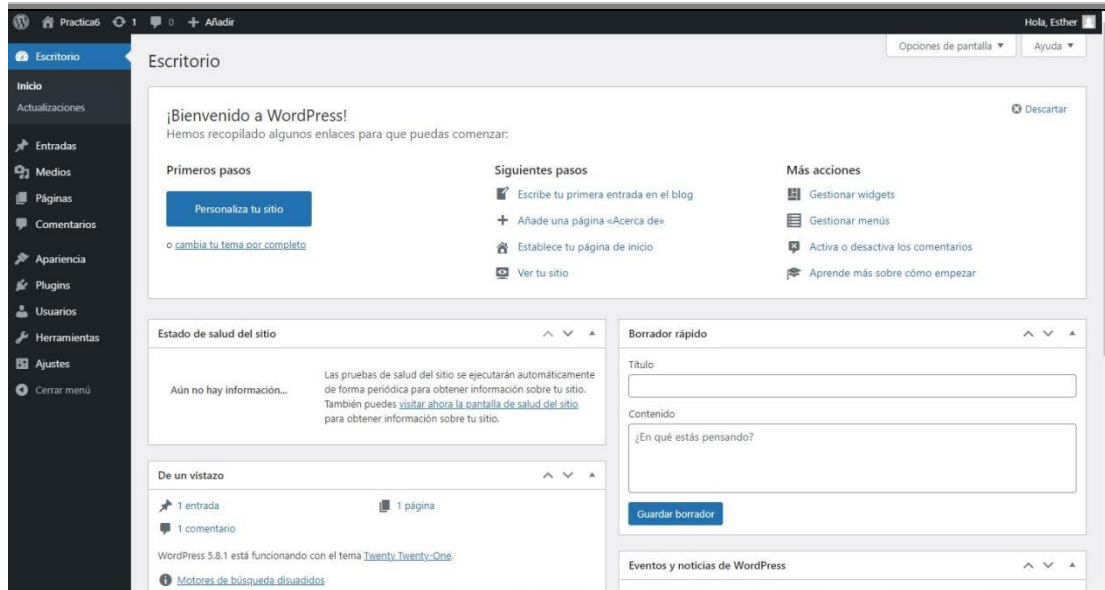 Practica6 1 0 Añadir
Hola, Esther
Escritorio
Inicio
Actualizaciones
Entradas
Medios
Páginas
Comentarios
Apariencia
Plugins
Usuarios
Herramientas
Ajustes
Cerrar menú
Opciones de pantalla
Ayuda
Escritorio
¡Bienvenido a WordPress!
Hemos recopilado algunos enlaces para que puedas comenzar:
Descartar
Primeros pasos
Personaliza tu sitio
o cambia tu tema por completo
Siguientes pasos
Escribe tu primera entrada en el blog
Añade una página «Acerca de»
Establece tu página de inicio
Ver tu sitio
Más acciones
Gestionar widgets
Gestionar menús
Activa o desactiva los comentarios
Aprende más sobre cómo empezar
Estado de salud del sitio
Aún no hay información...
Las pruebas de salud del sitio se ejecutarán automáticamente
de forma periódica para obtener información sobre tu sitio.
También puedes visitar ahora la pantalla de salud del sitio
para obtener información sobre tu sitio.
De un vistazo
1 entrada
1 página
1 comentario
WordPress 5.8.1 está funcionando con el tema Twenty Twenty-One.
Motores de búsqueda disuadidos
Borrador rápido
Título
Contenido
¿En qué estás pensando?
Guardar borrador
Eventos y noticias de WordPress